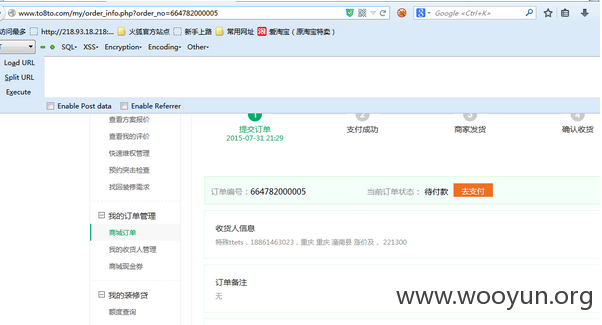 www.to8to.com/my/order_info.php?order_no=664782000005
Google <Ctrl+K>
访问最多 http://218.93.18.218:... 火狐官方站点 新手上路 常用网址 爱淘宝（原淘宝特卖）
SQL- XSS- Encryption- Encoding- Other-
Load URL
Split URL
Execute
Enable Post data Enable Referrer
查看方案报价
查看我的评价
快速维权管理
预约突击检查
找回装修需求
我的订单管理
商城订单
我的收货人管理
商城现金券
我的装修贷
额度查询
1 2 3 4
提交订单 支付成功 商家发货 确认收货
2015-07-31 21:29
订单编号：664782000005 当前订单状态：待付款 去支付
收货人信息
特殊ttets，18861463023，重庆 重庆 潼南县 涨价及，221300
订单备注
无
www.wooyun.org